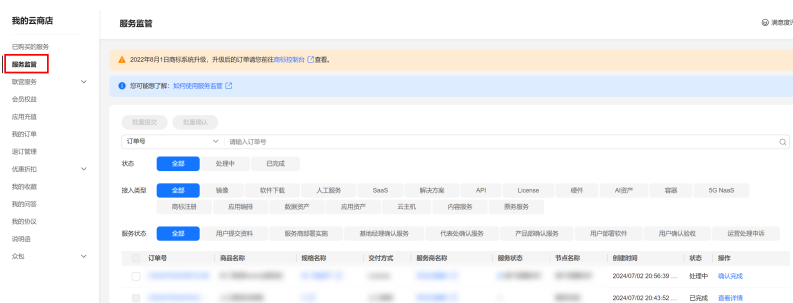 我的云商店
服务监管
已购买的服务
服务监管
联营服务
会员权益
应用充值
我的订单
退订管理
优惠折扣
我的收藏
我的问答
我的协议
说明函
众包
2022年8月1日商标系统升级，升级后的订单请您前往商标控制台 查看。
您可能想了解：如何使用服务监管
批量提交 批量确认
订单号 请输入订单号
状态 全部 处理中 已完成
接入类型 全部 镜像 软件下载 人工服务 SaaS 解决方案 API License 硬件 AI资产 容器 5G NaaS
商标注册 应用编排 数据资产 应用资产 云主机 内容服务 票务服务
服务状态 全部 用户提交资料 服务商部署实施 基地经理确认服务 代表处确认服务 产品部确认服务 用户部署软件 用户确认验收 运营处理申诉
订单号 商品名称 规格名称 交付方式 服务商名称 服务状态 节点名称 创建时间 状态 操作
2024/07/02 20:56:39 ... 处理中 确认完成
2024/07/02 20:43:52 ... 已完成 查看详情